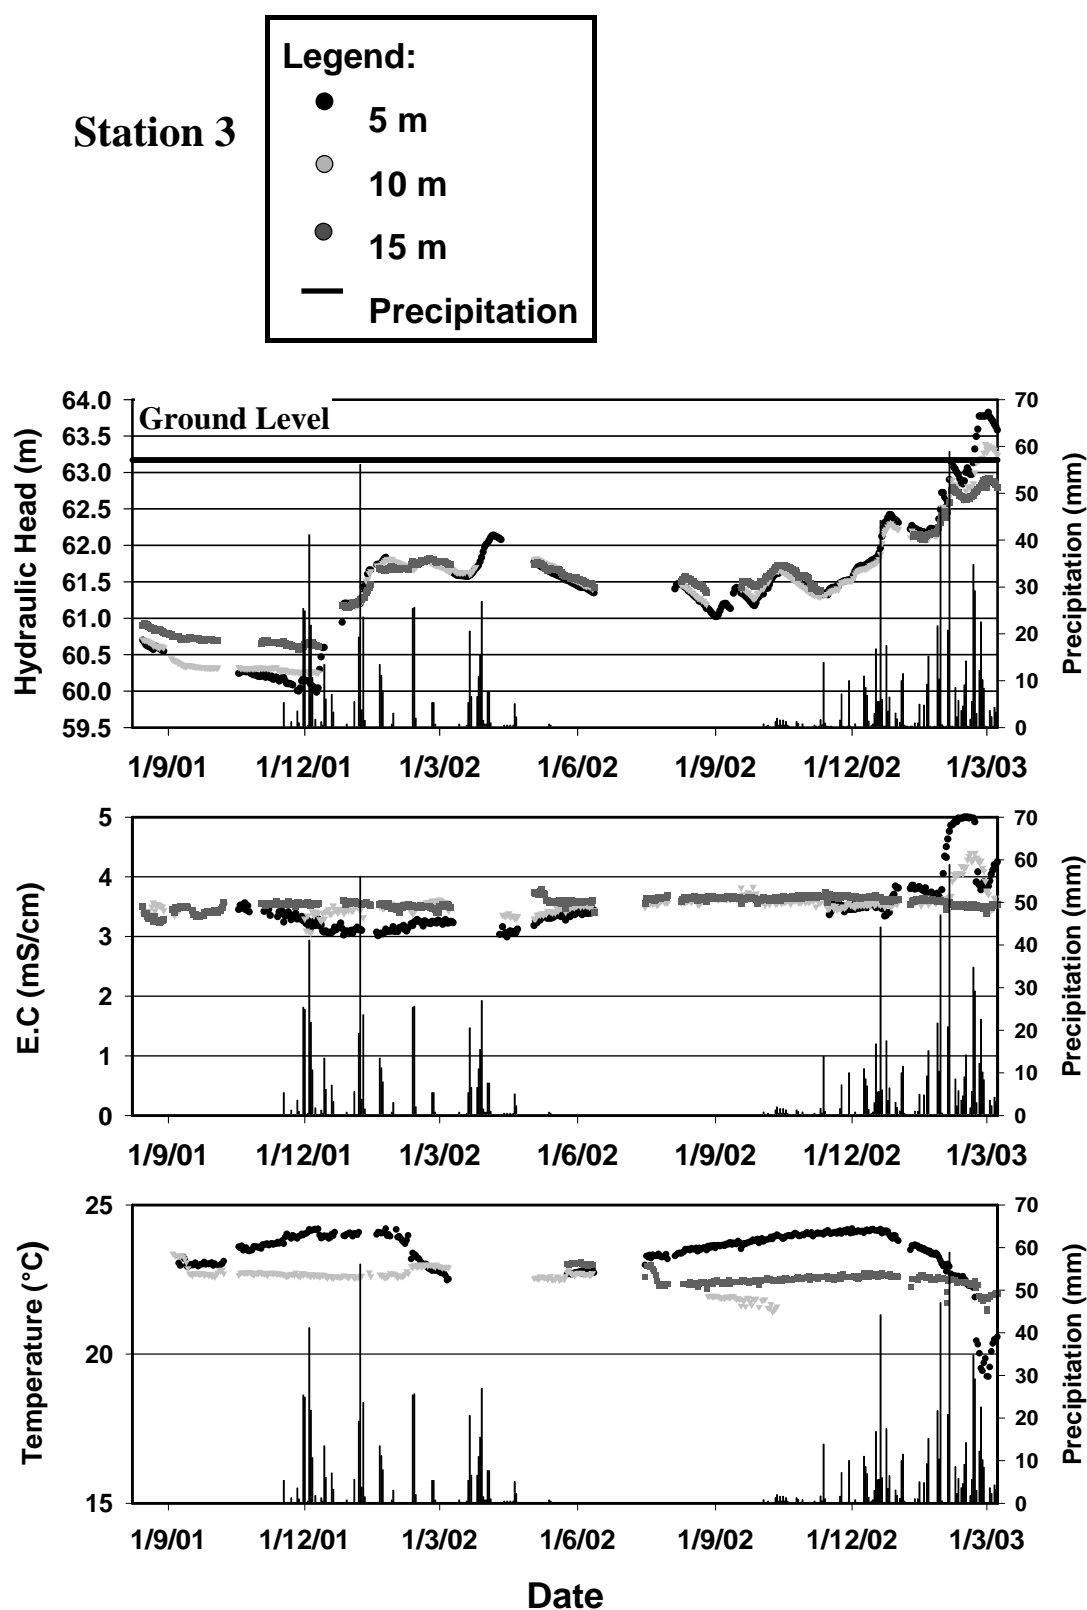 Legend:
Station 3
5 m
10 m
15 m
Precipitation
Hydraulic Head (m)
64.0
63.5
63.0
62.5
62.0
61.5
61.0
60.5
60.0
59.5
Ground Level
70
60
50
40
30
20
10
0
Precipitation (mm)
1/9/01 1/12/01 1/3/02 1/6/02 1/9/02 1/12/02 1/3/03
E.C (mS/cm)
5
4
3
2
1
0
70
60
50
40
30
20
10
0
Precipitation (mm)
1/9/01 1/12/01 1/3/02 1/6/02 1/9/02 1/12/02 1/3/03
Temperature (°C)
25
20
15
70
60
50
40
30
20
10
0
Precipitation (mm)
1/9/01 1/12/01 1/3/02 1/6/02 1/9/02 1/12/02 1/3/03
Date